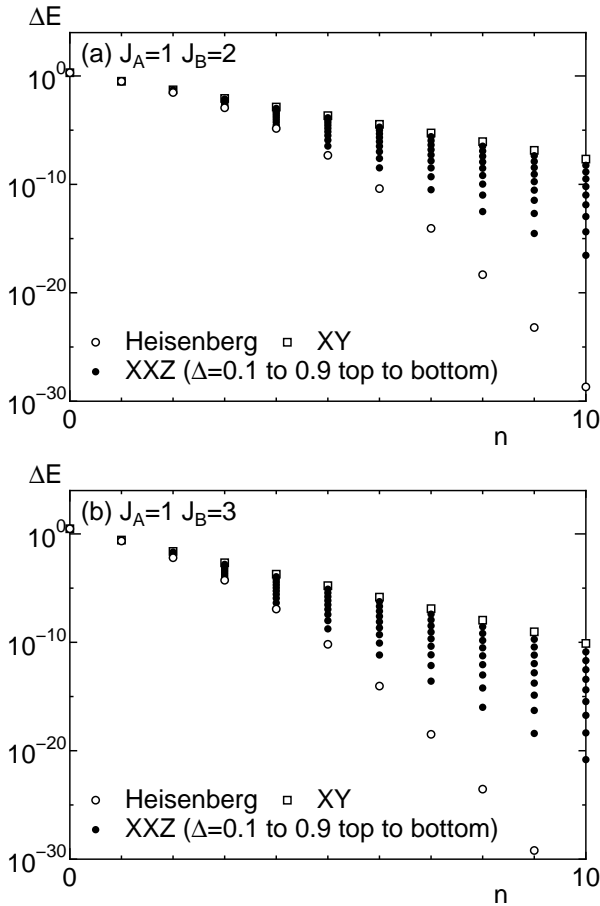 ΔE
(a) J_A=1 J_B=2
10^0
10^-10
10^-20
○ Heisenberg □ XY
● XXZ (Δ=0.1 to 0.9 top to bottom)
10^-30
0 10
n
ΔE
(b) J_A=1 J_B=3
10^0
10^-10
10^-20
○ Heisenberg □ XY
● XXZ (Δ=0.1 to 0.9 top to bottom)
10^-30
0 10
n